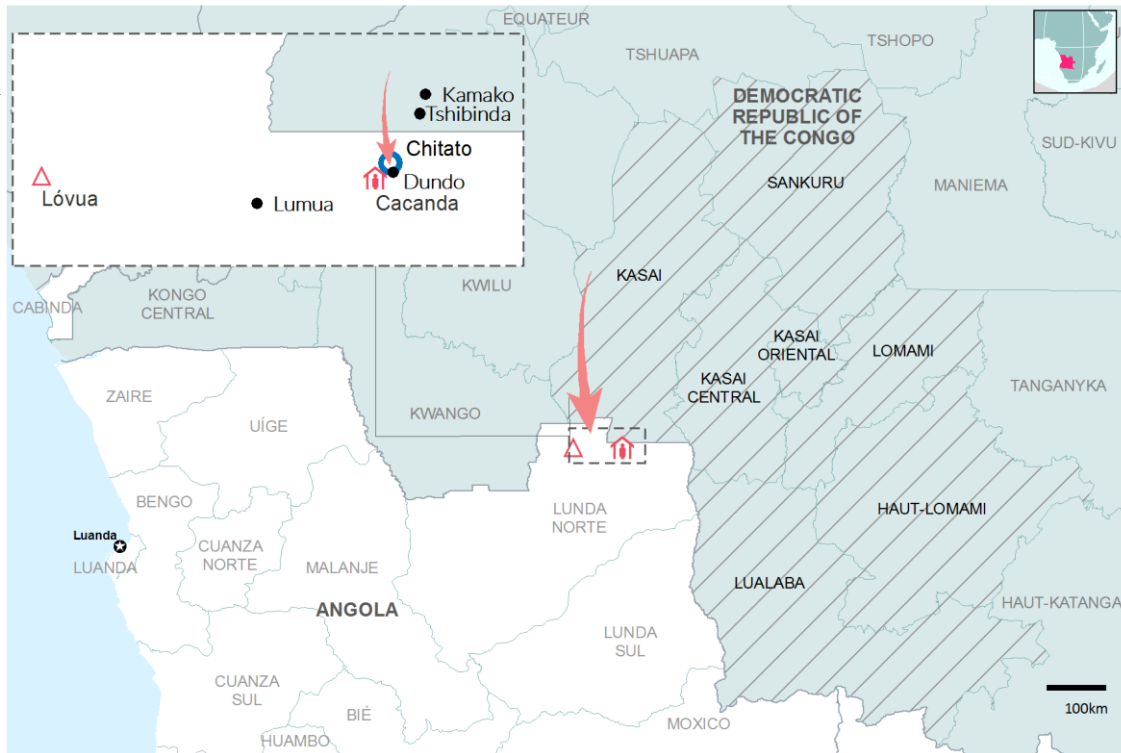 EQUATEUR
TSHUAPA
TSHOPO
DEMOCRATIC
REPUBLIC OF
THE CONGO
SUD-KIVU
SANKURU
MANIEMA
Kamako
Tshibinda
Chitato
Dundo
Cacanda
Lóvua
Lumua
CABINDA
KONGO
CENTRAL
KWILU
KASAI
KASAI
ORIENTAL
LOMAMI
KASAI
CENTRAL
TANGANYKA
ZAIRE
UÍGE
KWANGO
BENGO
LUNDA
NORTE
HAUT-LOMAMI
Luanda
LUANDA
CUANZA
NORTE
MALANJE
LUALABA
ANGOLA
HAUT-KATANGA
LUNDA
SUL
CUANZA
SUL
BIÉ
MOXICO
HUAMBO
100km